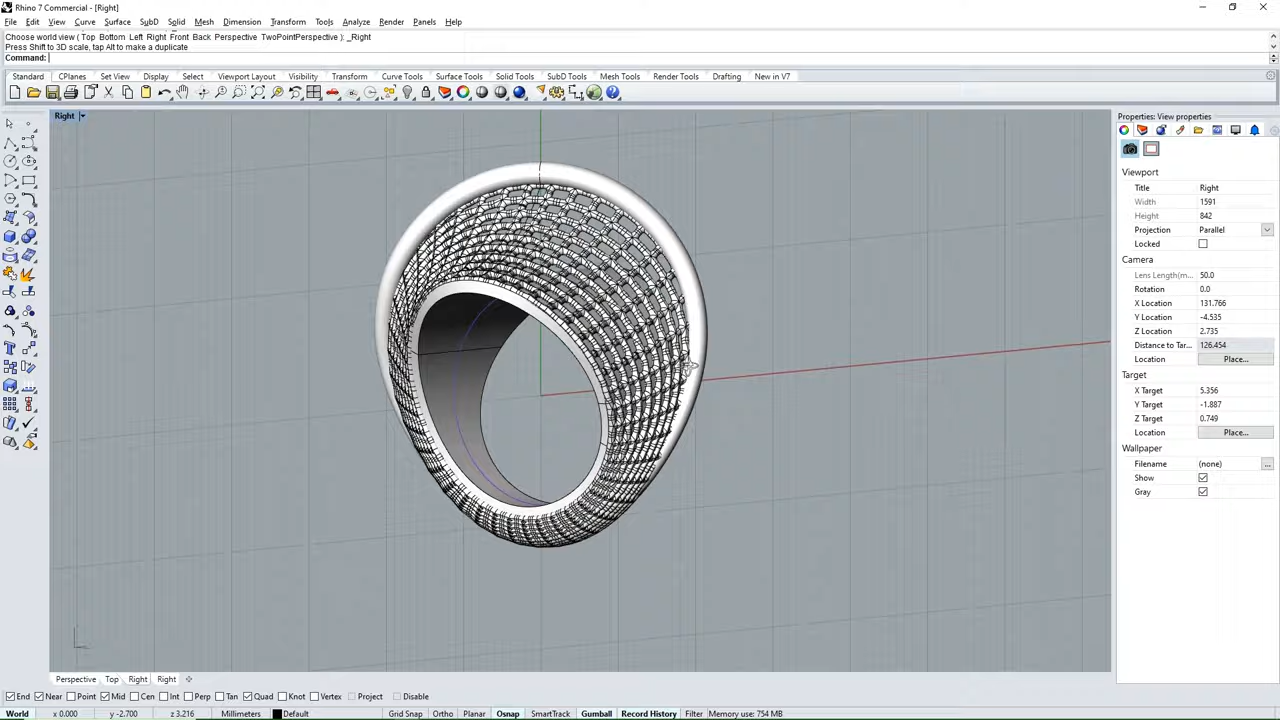 Rhino 7 Commercial - [Right]
File Edit View Curve Surface SubD Solid Mesh Dimension Transform Tools Analyze Render Panels Help
Choose world view ( Top Bottom Left Right Front Back Perspective TwoPointPerspective ): _Right
Press Shift to 3D scale, tap Alt to make a duplicate
Command:
Standard CPlanes Set View Display Select Viewport Layout Visibility Transform Curve Tools Surface Tools Solid Tools SubD Tools Mesh Tools Render Tools Drafting New in V7
Right
Properties: View properties
Viewport
Title Right
Width 1591
Height 842
Projection Parallel
Locked
Camera
Lens Length(m... 50.0
Rotation 0.0
X Location 131.766
Y Location -4.535
Z Location 2.735
Distance to Tar... 126.454
Location Place...
Target
X Target 5.356
Y Target -1.887
Z Target 0.749
Location Place...
Wallpaper
Filename (none) ...
Show
Gray
Perspective Top Right Right
End Near Point Mid Cen Int Perp Tan Quad Knot Vertex Project Disable
World x 0.000 y -2.700 z 3.216 Millimeters Default Grid Snap Ortho Planar Osnap SmartTrack Gumball Record History Filter Memory use: 754 MB